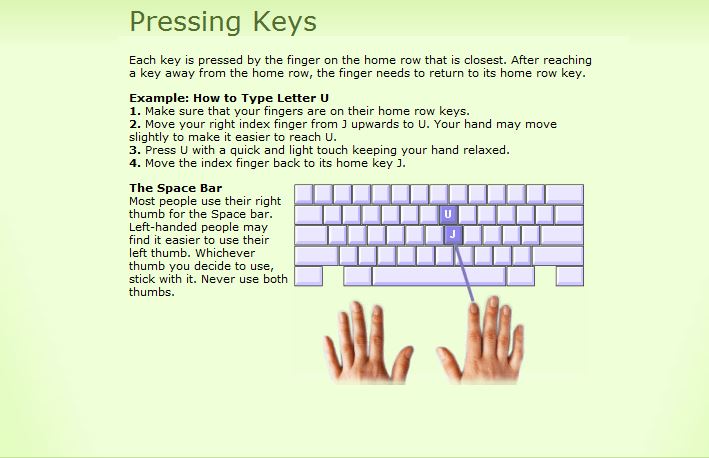 Pressing Keys
Each key is pressed by the finger on the home row that is closest. After reaching
a key away from the home row, the finger needs to return to its home row key.
Example: How to Type Letter U
1. Make sure that your fingers are on their home row keys.
2. Move your right index finger from J upwards to U. Your hand may move
slightly to make it easier to reach U.
3. Press U with a quick and light touch keeping your hand relaxed.
4. Move the index finger back to its home key J.
The Space Bar
Most people use their right
thumb for the Space bar.
Left-handed people may
find it easier to use their
left thumb. Whichever
thumb you decide to use,
stick with it. Never use both
thumbs.
U
J